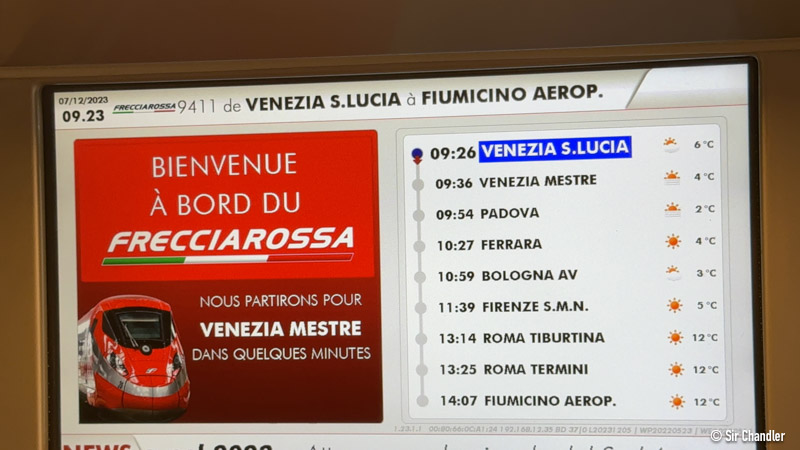 07/12/2023
09.23
FRECCIAROSSA 9411 de VENEZIA S.LUCIA à FIUMICINO AEROP.
BIENVENUE
À BORD DU
FRECCIAROSSA
NOUS PARTIRONS POUR
VENEZIA MESTRE
DANS QUELQUES MINUTES
09:26 VENEZIA S.LUCIA 6°C
09:36 VENEZIA MESTRE 4°C
09:54 PADOVA 2°C
10:27 FERRARA 4°C
10:59 BOLOGNA AV 3°C
11:39 FIRENZE S.M.N. 5°C
13:14 ROMA TIBURTINA 12°C
13:25 ROMA TERMINI 12°C
14:07 FIUMICINO AEROP. 12°C
NEWS
© Sir Chandler